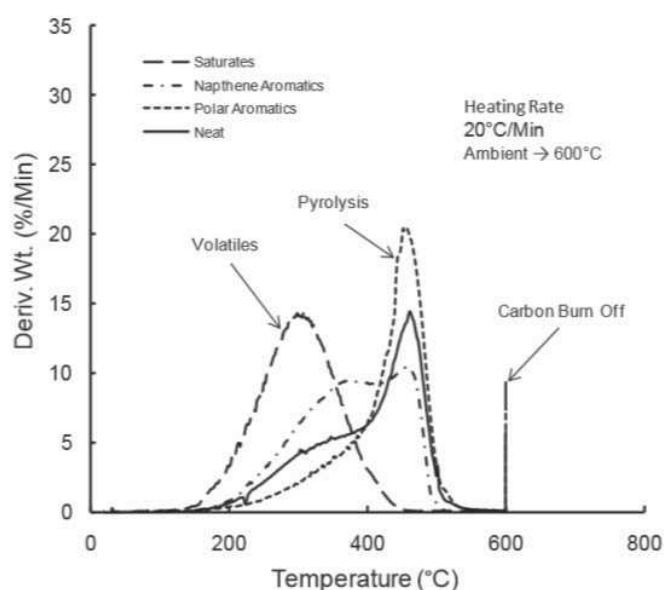 35
30
25
20
15
10
5
0
Deriv. Wt. (%/Min)
Saturates
Napthene Aromatics
Polar Aromatics
Neat
Heating Rate
20°C/Min
Ambient → 600°C
Pyrolysis
Volatiles
Carbon Burn Off
0 200 400 600 800
Temperature (°C)